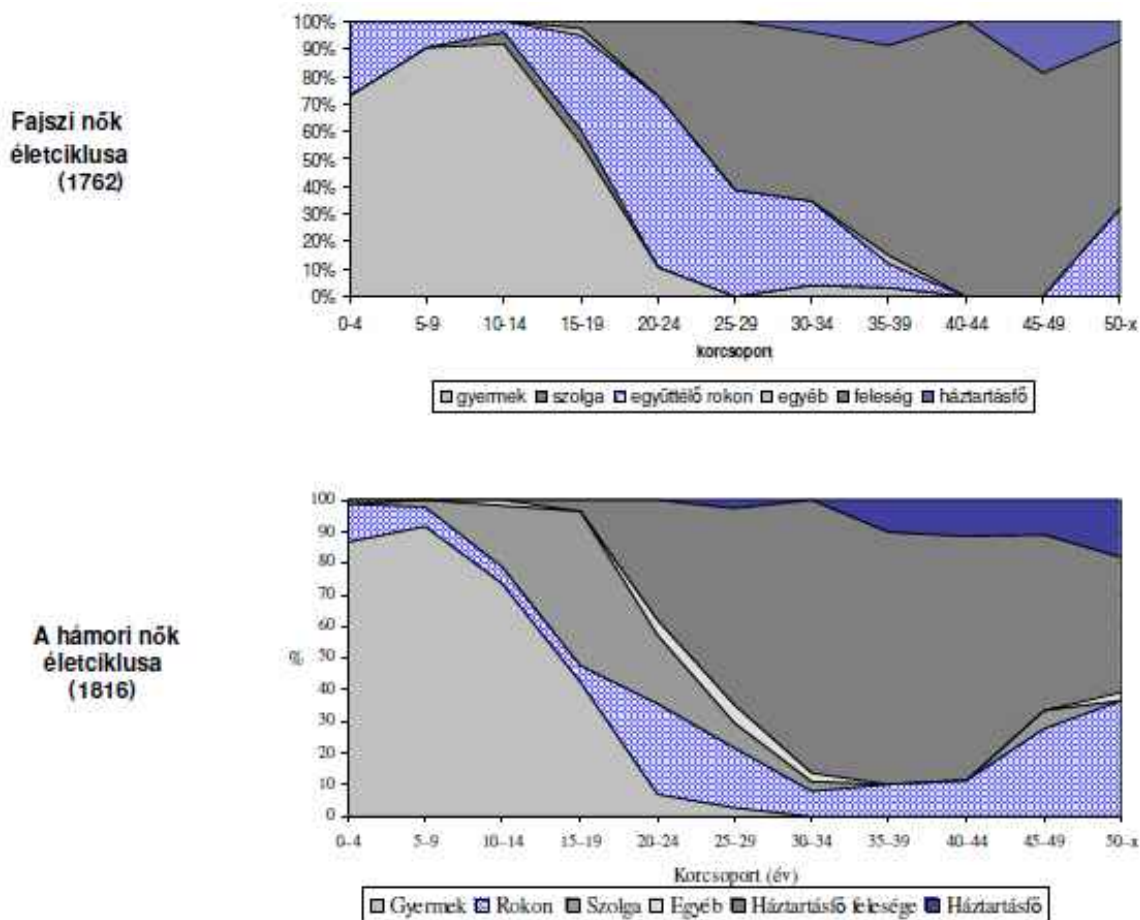 Fajszi nők
életciklusa
(1762)
100%
90%
80%
70%
60%
50%
40%
30%
20%
10%
0%
0-4 5-9 10-14 15-19 20-24 25-29 30-34 35-39 40-44 45-49 50-x
korcsoport
gyermek szolga együttélő rokon egyéb feleség háztartásfő
A hámori nők
életciklusa
(1816)
%
100
90
80
70
60
50
40
30
20
10
0
0–4 5–9 10–14 15–19 20–24 25–29 30–34 35–39 40–44 45–49 50–x
Korcsoport (év)
Gyermek Rokon Szolga Egyéb Háztartásfő felesége Háztartásfő